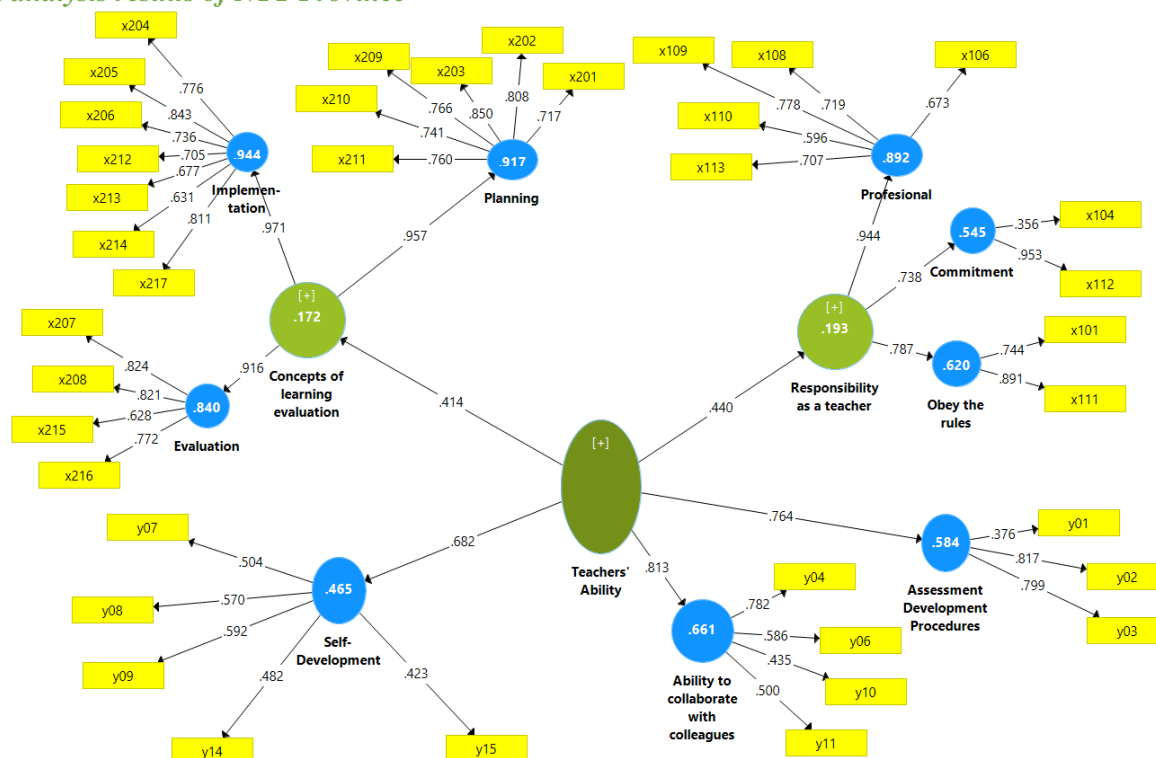 analysis results of NTT Province
x204
x205
x206
x212
x213
x214
x217
.776
.843
.736
.705
.677
.631
.811
.944
Implemen-
tation
x209
x203
x202
x201
x210
x211
.766
.850
.808
.717
.741
.760
.917
Planning
x109
x108
x106
x110
x113
.778
.719
.673
.596
.707
.892
Profesional
.971
.957
.944
.545
Commitment
.356
.953
x104
x112
.738
[+]
.172
Concepts of
learning
evaluation
[+]
.193
Responsibility
as a teacher
.787
.620
Obey the
rules
.744
.891
x101
x111
x207
x208
x215
x216
.824
.821
.628
.772
.840
Evaluation
.916
.414
.440
[+]
Teachers'
Ability
.682
.813
.764
.584
Assessment
Development
Procedures
.376
.817
.799
y01
y02
y03
y07
y08
y09
y14
y15
.504
.570
.592
.482
.423
.465
Self-
Development
.661
Ability to
collaborate
with
colleagues
.782
.586
.435
.500
y04
y06
y10
y11